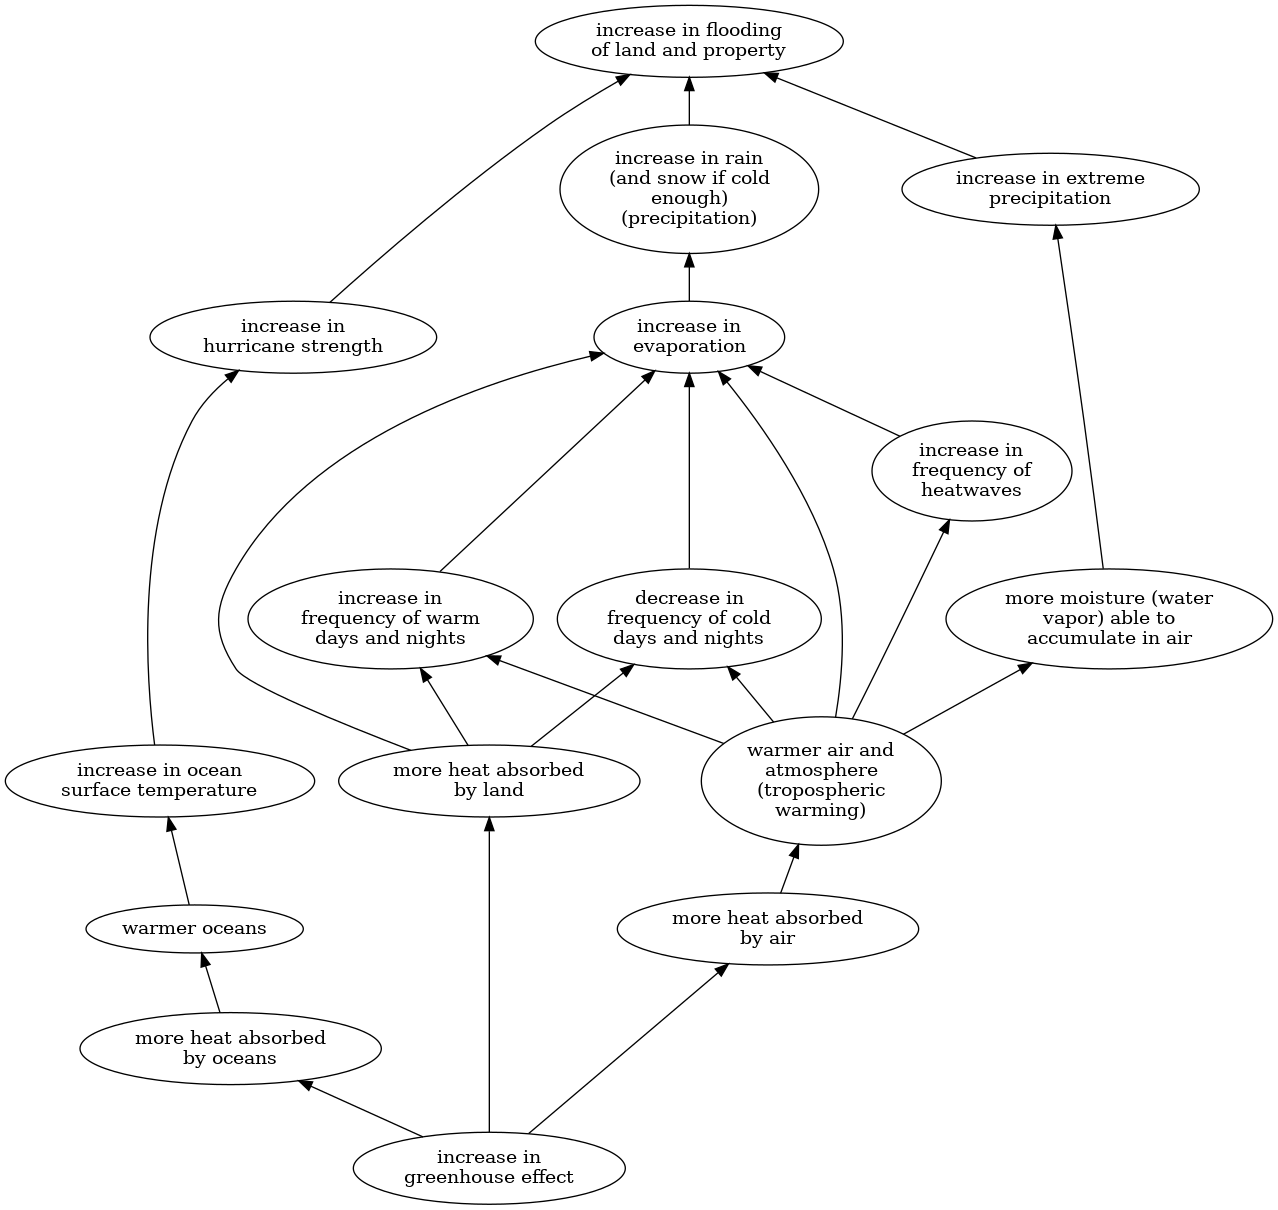 increase in flooding
of land and property
increase in rain
(and snow if cold
enough)
(precipitation)
increase in extreme
precipitation
increase in
hurricane strength
increase in
evaporation
increase in
frequency of
heatwaves
increase in
frequency of warm
days and nights
decrease in
frequency of cold
days and nights
more moisture (water
vapor) able to
accumulate in air
increase in ocean
surface temperature
more heat absorbed
by land
warmer air and
atmosphere
(tropospheric
warming)
warmer oceans
more heat absorbed
by air
more heat absorbed
by oceans
increase in
greenhouse effect